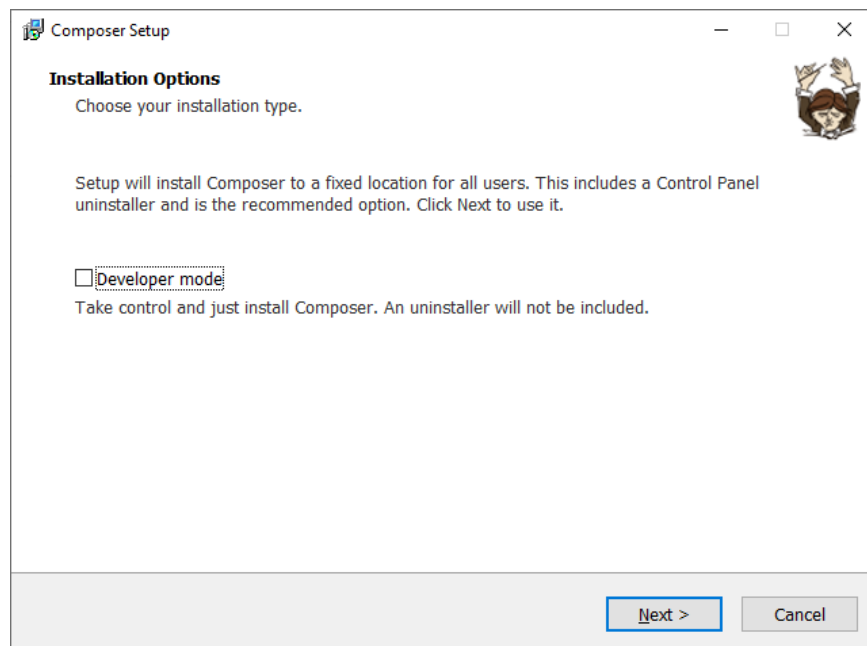 Composer Setup
Installation Options
Choose your installation type.
Setup will install Composer to a fixed location for all users. This includes a Control Panel
uninstaller and is the recommended option. Click Next to use it.
Developer mode
Take control and just install Composer. An uninstaller will not be included.
Next >
Cancel